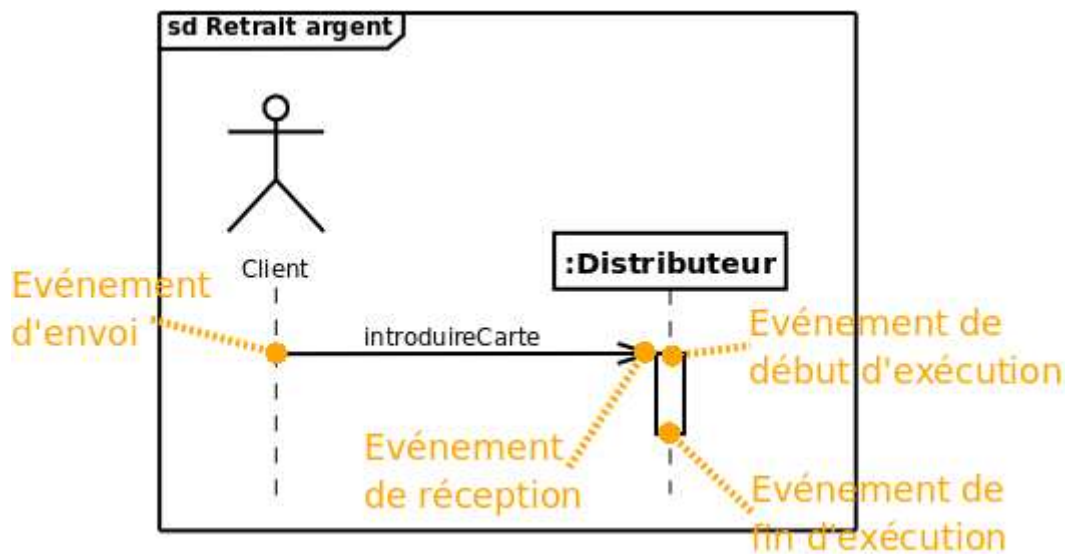 sd Retrait argent
Client
:Distributeur
Evénement
d'envoi
introduireCarte
Evénement de
début d'exécution
Evénement
de réception
Evénement de
fin d'exécution